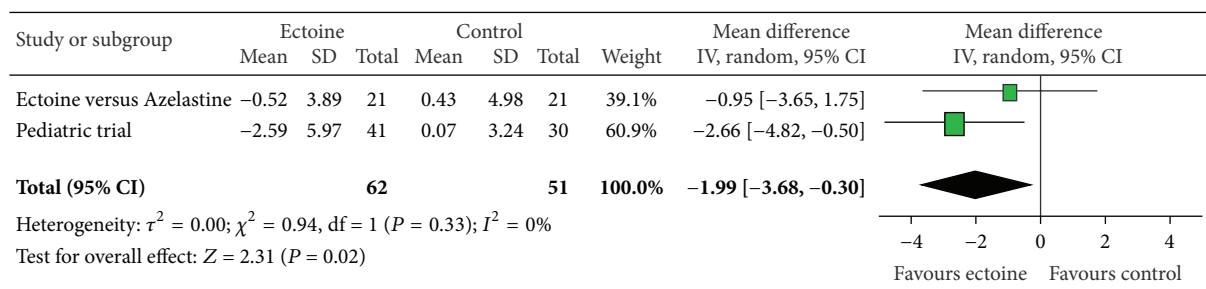 Study or subgroup Ectoine Control Mean difference Mean difference
Mean SD Total Mean SD Total Weight IV, random, 95% CI IV, random, 95% CI
Ectoine versus Azelastine −0.52 3.89 21 0.43 4.98 21 39.1% −0.95 [−3.65, 1.75]
Pediatric trial −2.59 5.97 41 0.07 3.24 30 60.9% −2.66 [−4.82, −0.50]
Total (95% CI) 62 51 100.0% −1.99 [−3.68, −0.30]
Heterogeneity: τ² = 0.00; χ² = 0.94, df = 1 (P = 0.33); I² = 0%
Test for overall effect: Z = 2.31 (P = 0.02)
−4 −2 0 2 4
Favours ectoine Favours control